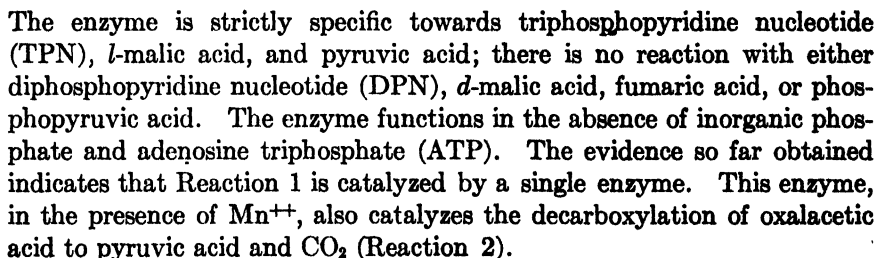 The enzyme is strictly specific towards triphosphopyridine nucleotide
(TPN), l-malic acid, and pyruvic acid; there is no reaction with either
diphosphopyridine nucleotide (DPN), d-malic acid, fumaric acid, or phos-
phopyruvic acid. The enzyme functions in the absence of inorganic phos-
phate and adenosine triphosphate (ATP). The evidence so far obtained
indicates that Reaction 1 is catalyzed by a single enzyme. This enzyme,
in the presence of Mn⁺⁺, also catalyzes the decarboxylation of oxalacetic
acid to pyruvic acid and CO₂ (Reaction 2).